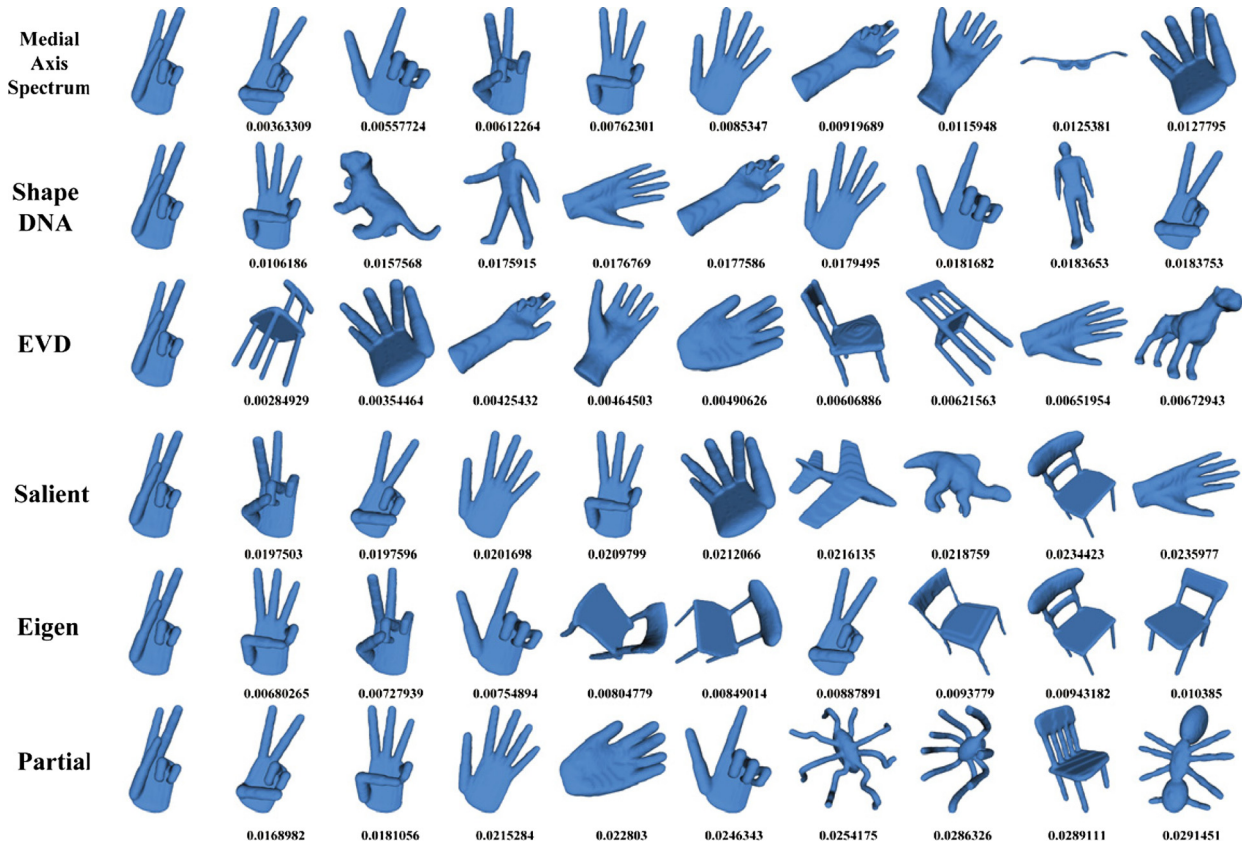 Medial
Axis
Spectrum
0.00363309 0.00557724 0.00612264 0.00762301 0.0085347 0.00919689 0.0115948 0.0125381 0.0127795
Shape
DNA
0.0106186 0.0157568 0.0175915 0.0176769 0.0177586 0.0179495 0.0181682 0.0183653 0.0183753
EVD
0.00284929 0.00354464 0.00425432 0.00464503 0.00490626 0.00606886 0.00621563 0.00651954 0.00672943
Salient
0.0197503 0.0197596 0.0201698 0.0209799 0.0212066 0.0216135 0.0218759 0.0234423 0.0235977
Eigen
0.00680265 0.00727939 0.00754894 0.00804779 0.00849014 0.00887891 0.0093779 0.00943182 0.010385
Partial
0.0168982 0.0181056 0.0215284 0.022803 0.0246343 0.0254175 0.0286326 0.0289111 0.0291451